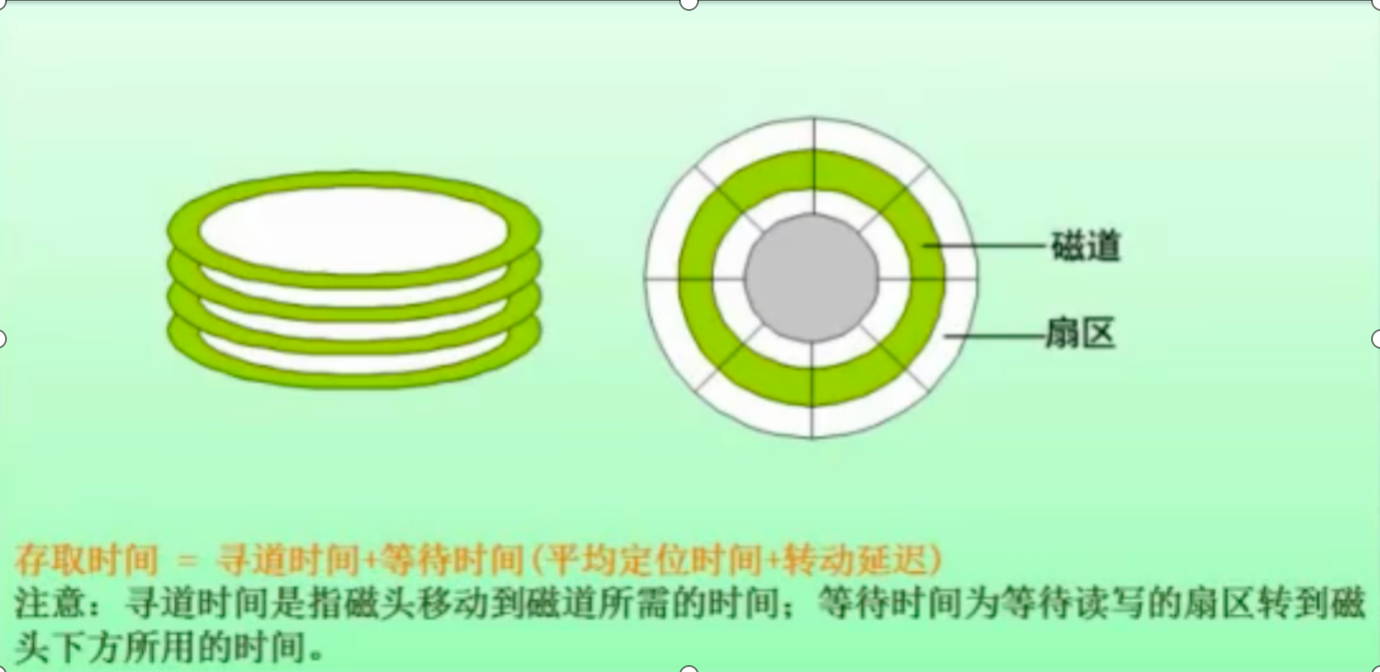 磁道
扇区
存取时间 = 寻道时间+等待时间(平均定位时间+转动延迟)
注意：寻道时间是指磁头移动到磁道所需的时间；等待时间为等待读写的扇区转到磁
头下方所用的时间。